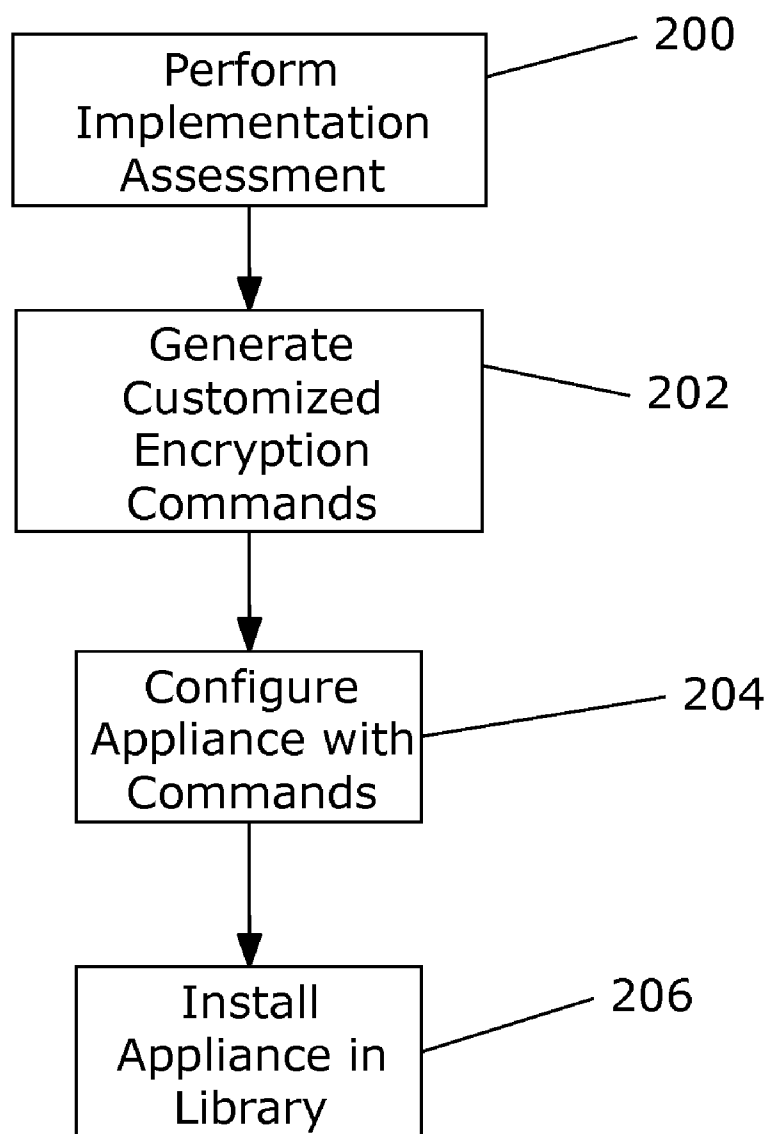 200
Perform
Implementation
Assessment
Generate
Customized
Encryption
Commands
202
Configure
Appliance with
Commands
204
Install
Appliance in
Library
206